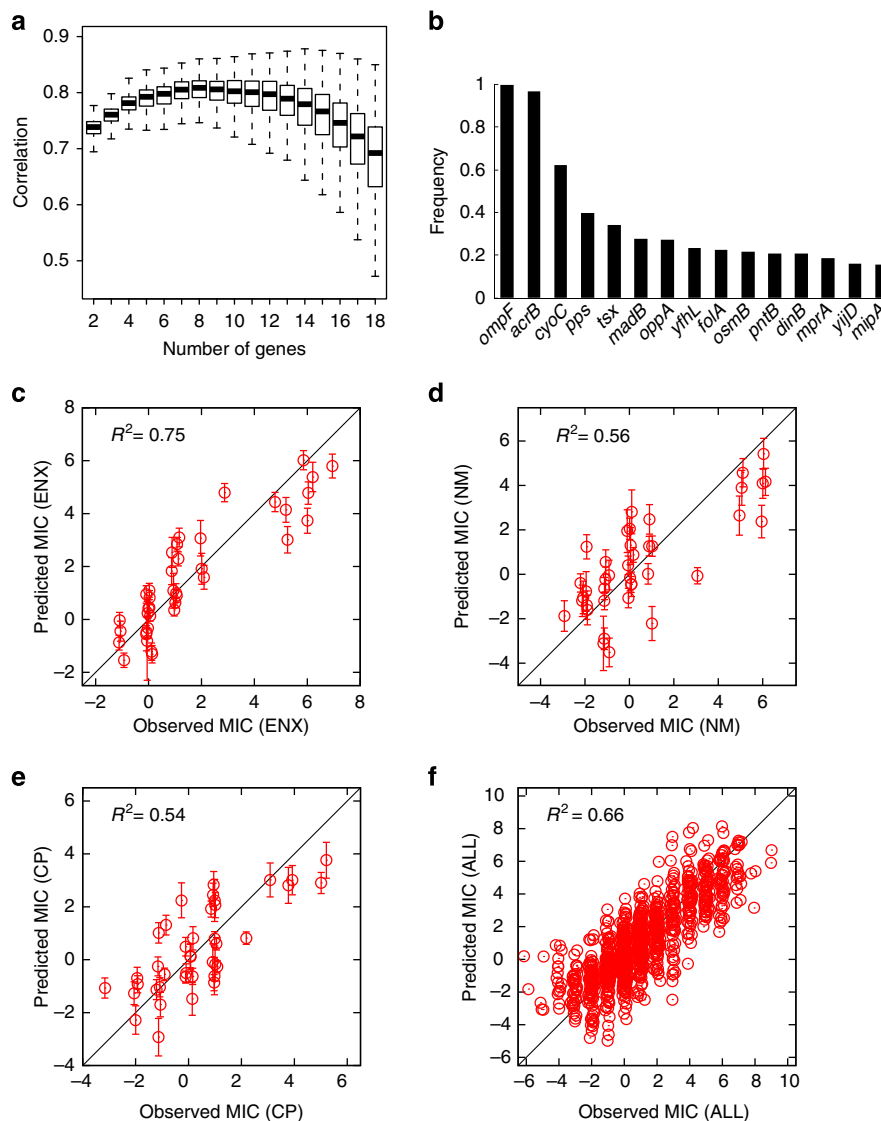 a
0.9
0.8
0.7
0.6
0.5
Correlation
2 4 6 8 10 12 14 16 18
Number of genes
b
1
0.8
0.6
0.4
0.2
0
Frequency
ompF acrB cyoC pps tsx madB oppA yfhL folA osmB pntB dinB mprA yijD mipA
c
R² = 0.75
8
6
4
2
0
−2
Predicted MIC (ENX)
−2 0 2 4 6 8
Observed MIC (ENX)
d
R² = 0.56
6
4
2
0
−2
−4
Predicted MIC (NM)
−4 −2 0 2 4 6
Observed MIC (NM)
e
R² = 0.54
6
4
2
0
−2
−4
Predicted MIC (CP)
−4 −2 0 2 4 6
Observed MIC (CP)
f
R² = 0.66
10
8
6
4
2
0
−2
−4
−6
Predicted MIC (ALL)
−6 −4 −2 0 2 4 6 8 10
Observed MIC (ALL)